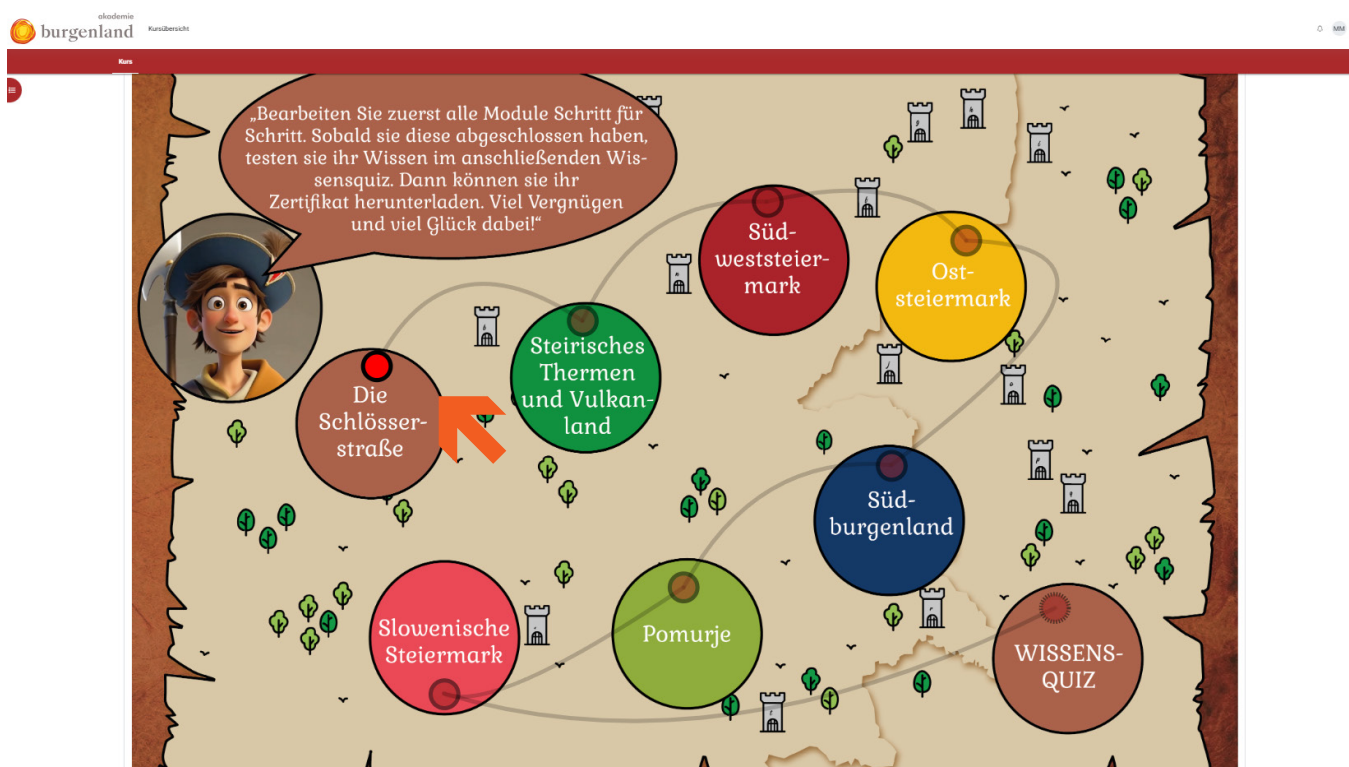 akademie
burgenland
Kursübersicht
MM
Kurs
„Bearbeiten Sie zuerst alle Module Schritt für
Schritt. Sobald sie diese abgeschlossen haben,
testen sie ihr Wissen im anschließenden Wis-
sensquiz. Dann können sie ihr
Zertifikat herunterladen. Viel Vergnügen
und viel Glück dabei!“
Süd-
weststeier-
mark
Ost-
steiermark
Steirisches
Thermen
und Vulkan-
land
Die
Schlösser-
straße
Süd-
burgenland
Slowenische
Steiermark
Pomurje
WISSENS-
QUIZ